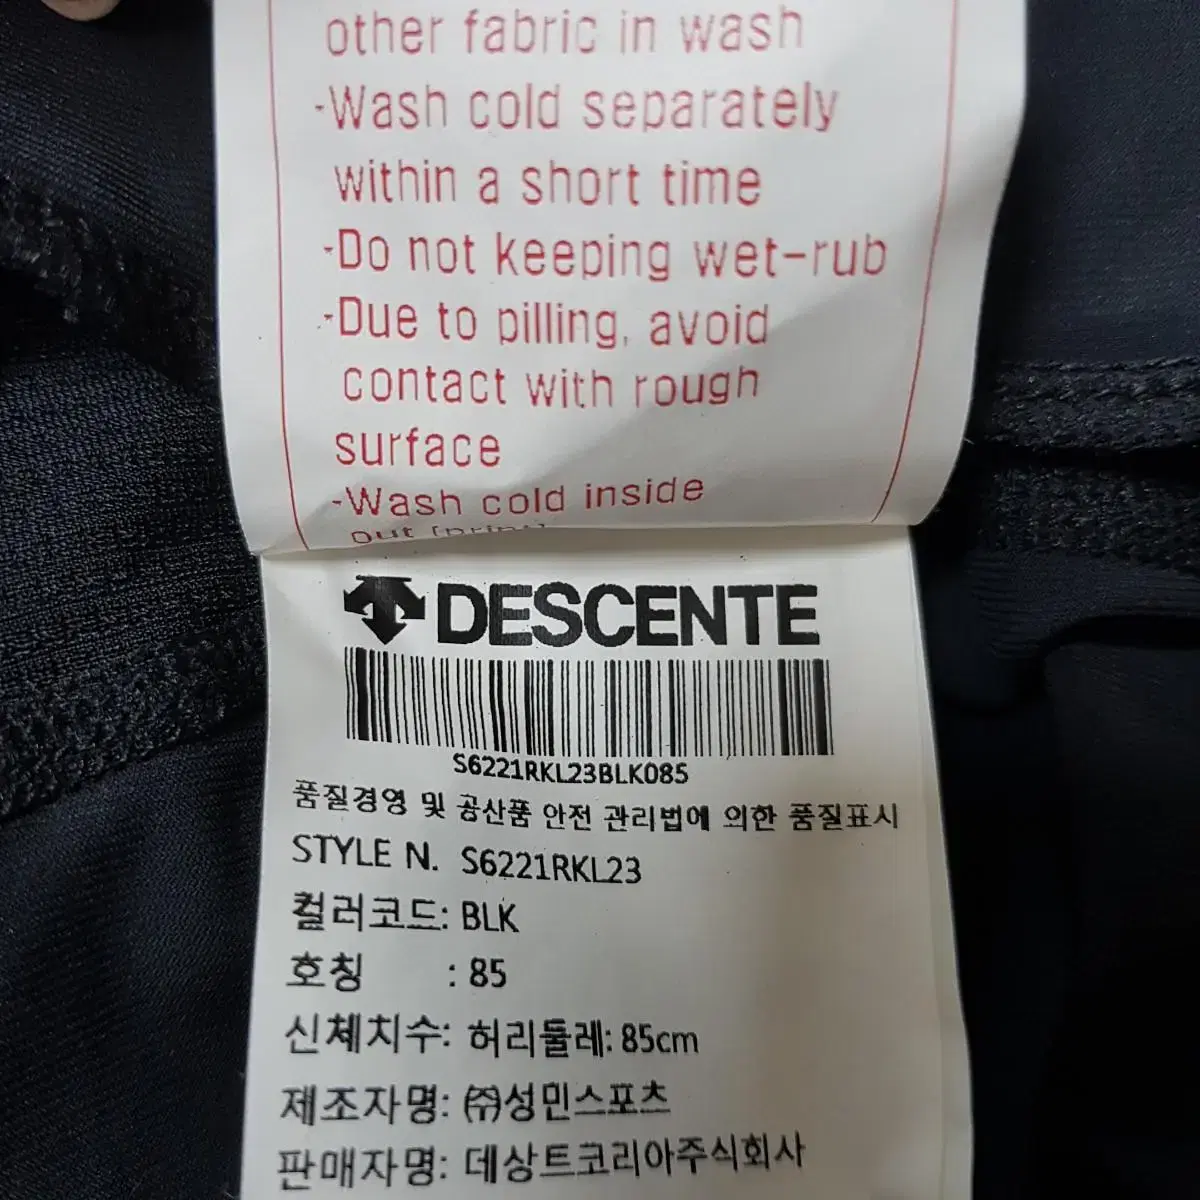 other fabric in wash
-Wash cold separately
within a short time
-Do not keeping wet-rub
-Due to pilling, avoid
contact with rough
surface
-Wash cold inside
out [print]
DESCENTE
S6221RKL23BLK085
품질경영 및 공산품 안전 관리법에 의한 품질표시
STYLE N. S6221RKL23
컬러코드: BLK
호칭 : 85
신체치수: 허리둘레: 85cm
제조자명: ㈜성민스포츠
판매자명: 데상트코리아주식회사